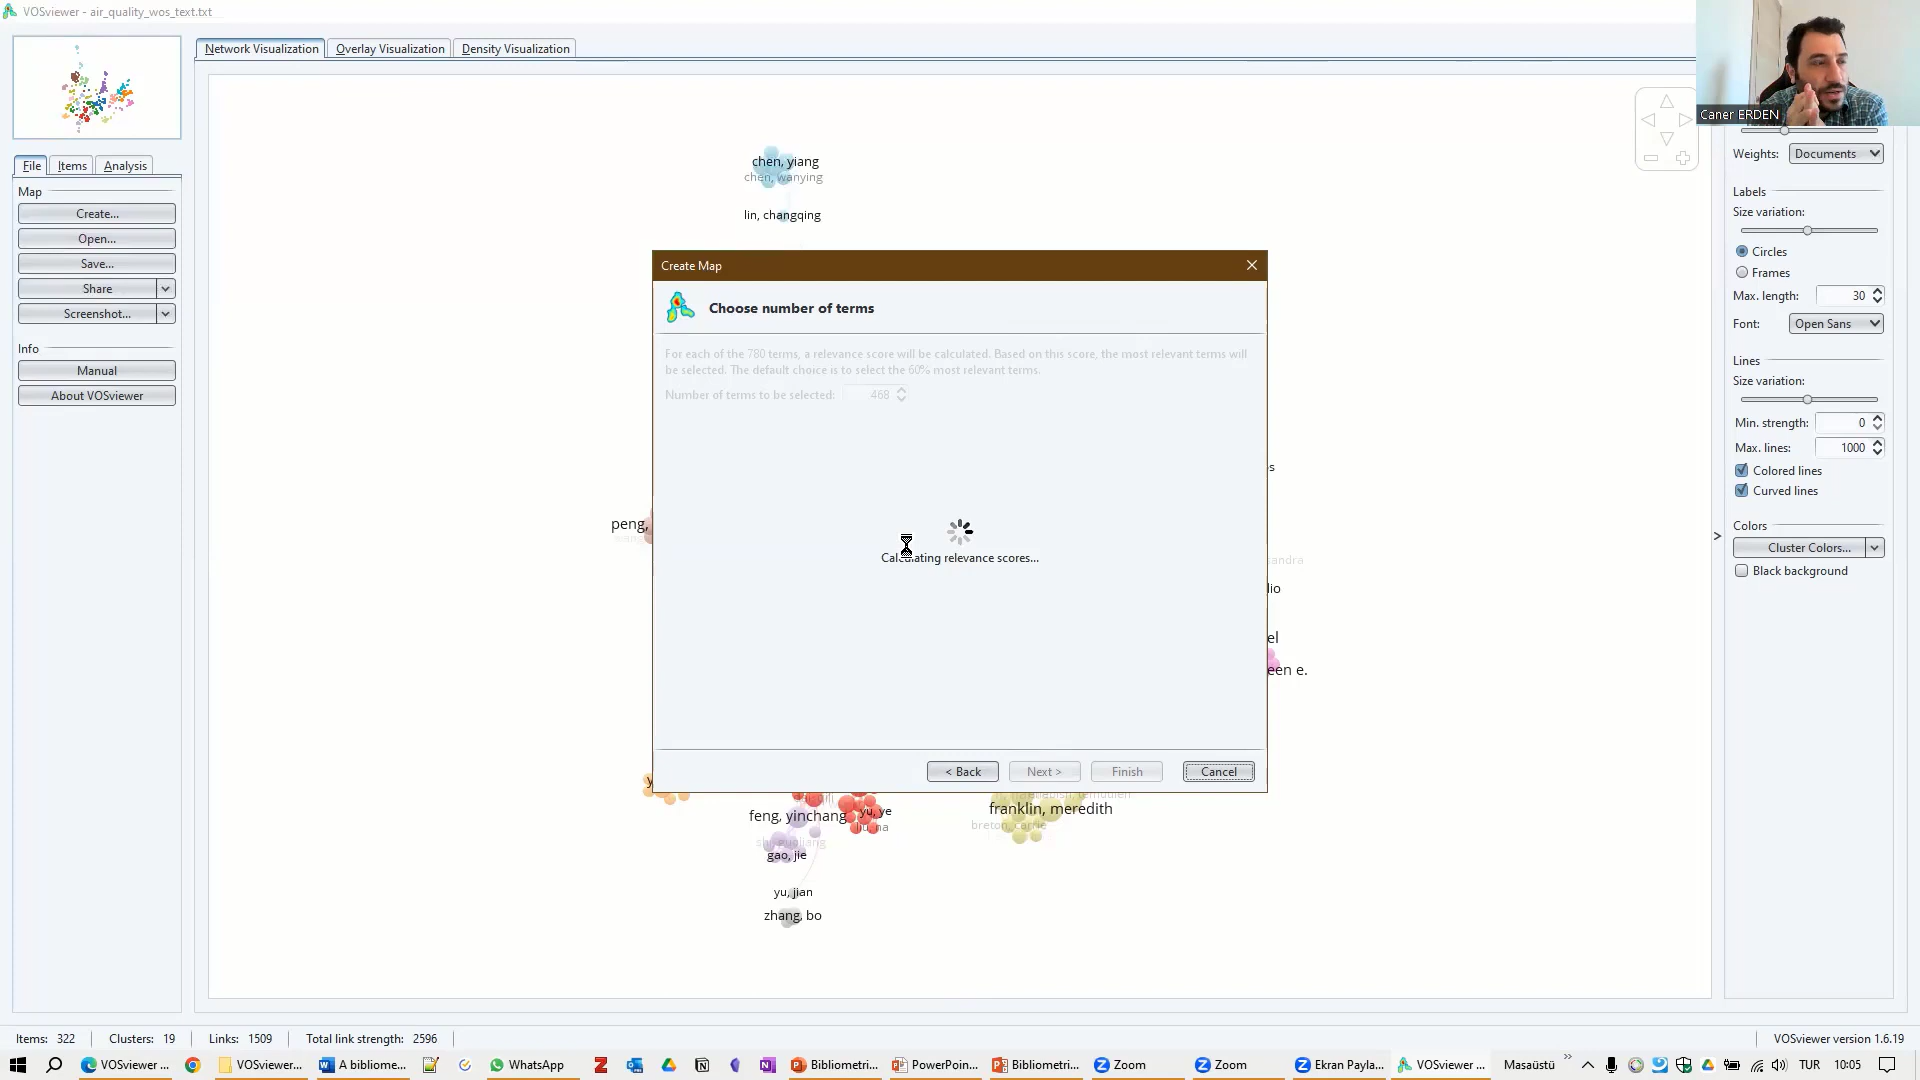 VOSviewer - air_quality_wos_text.txt
Network Visualization
Overlay Visualization
Density Visualization
Caner ERDEN
File
Items
Analysis
Map
Create...
Open...
Save...
Share
Screenshot...
Info
Manual
About VOSviewer
chen, yiang
chen, wanying
lin, changqing
Create Map
Choose number of terms
For each of the 780 terms, a relevance score will be calculated. Based on this score, the most relevant terms will
be selected. The default choice is to select the 60% most relevant terms.
Number of terms to be selected: 468
Calculating relevance scores...
< Back
Next >
Finish
Cancel
peng,
feng, yinchang
yu, ye
liu, na
shi, guoliang
gao, jie
yu, jian
zhang, bo
franklin, meredith
breton, carrie
een e.
Weights: Documents
Labels
Size variation:
Circles
Frames
Max. length: 30
Font: Open Sans
Lines
Size variation:
Min. strength: 0
Max. lines: 1000
Colored lines
Curved lines
Colors
Cluster Colors...
Black background
Items: 322
Clusters: 19
Links: 1509
Total link strength: 2596
VOSviewer version 1.6.19
VOSviewer ...
VOSviewer...
A bibliome...
WhatsApp
Bibliometri...
PowerPoin...
Bibliometri...
Zoom
Zoom
Ekran Payla...
VOSviewer ...
Masaüstü
TUR
10:05